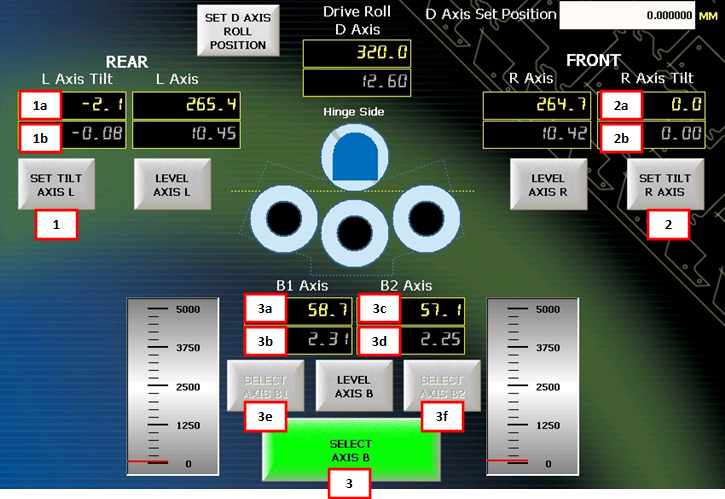 SET D AXIS
ROLL
POSITION
Drive Roll
D Axis
320.0
12.60
D Axis Set Position
0.000000 MM
REAR
L Axis Tilt
L Axis
1a
-2.1
265.4
1b
-0.08
10.45
SET TILT
AXIS L
LEVEL
AXIS L
1
Hinge Side
FRONT
R Axis
R Axis Tilt
264.7
2a
0.0
10.42
2b
0.00
LEVEL
AXIS R
SET TILT
R AXIS
2
B1 Axis
B2 Axis
3a
58.7
3c
57.1
3b
2.31
3d
2.25
SELECT
AXIS B1
LEVEL
AXIS B
SELECT
AXIS B2
3e
3f
SELECT
AXIS B
3
5000
3750
2500
1250
0
5000
3750
2500
1250
0